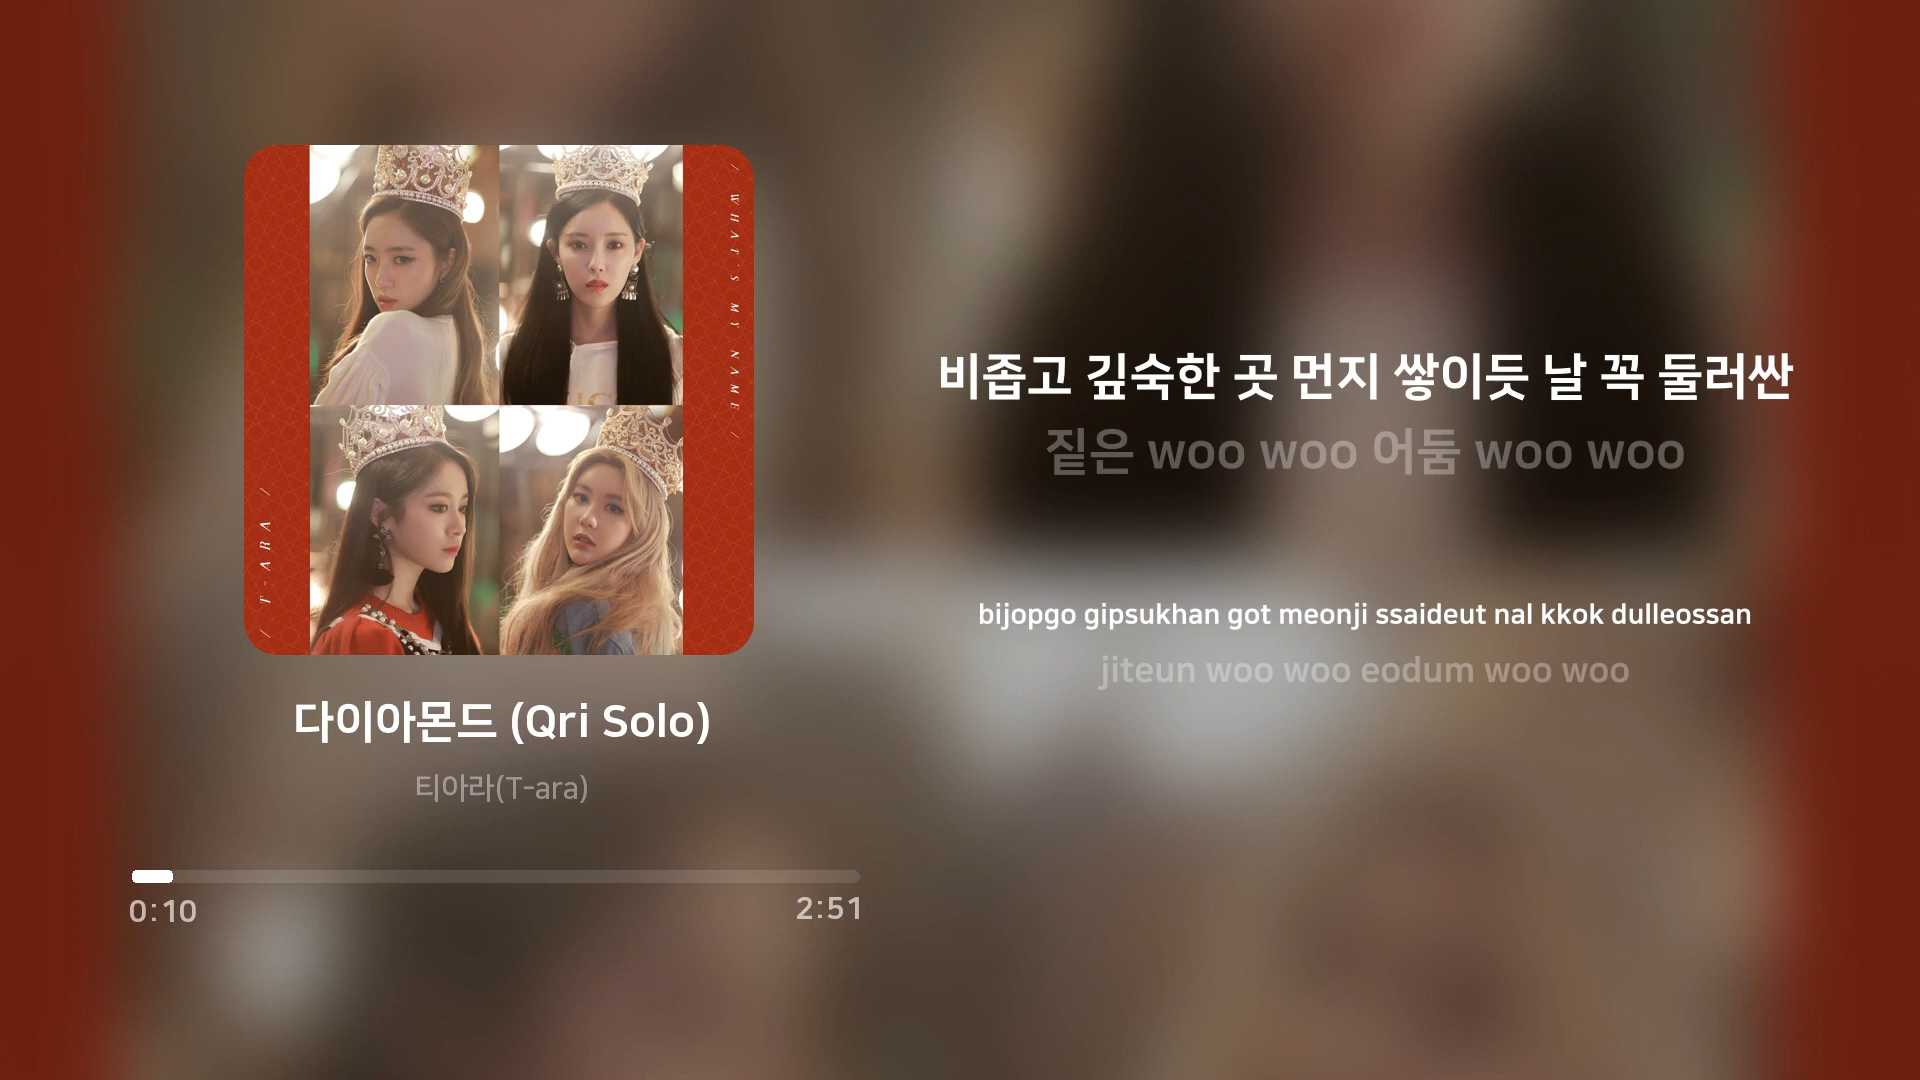 / WHAT'S MY NAME /
/ T-ARA /
다이아몬드 (Qri Solo)
티아라(T-ara)
0:10
2:51
비좁고 깊숙한 곳 먼지 쌓이듯 날 꼭 둘러싼
짙은 woo woo 어둠 woo woo
bijopgo gipsukhan got meonji ssaideut nal kkok dulleossan
jiteun woo woo eodum woo woo